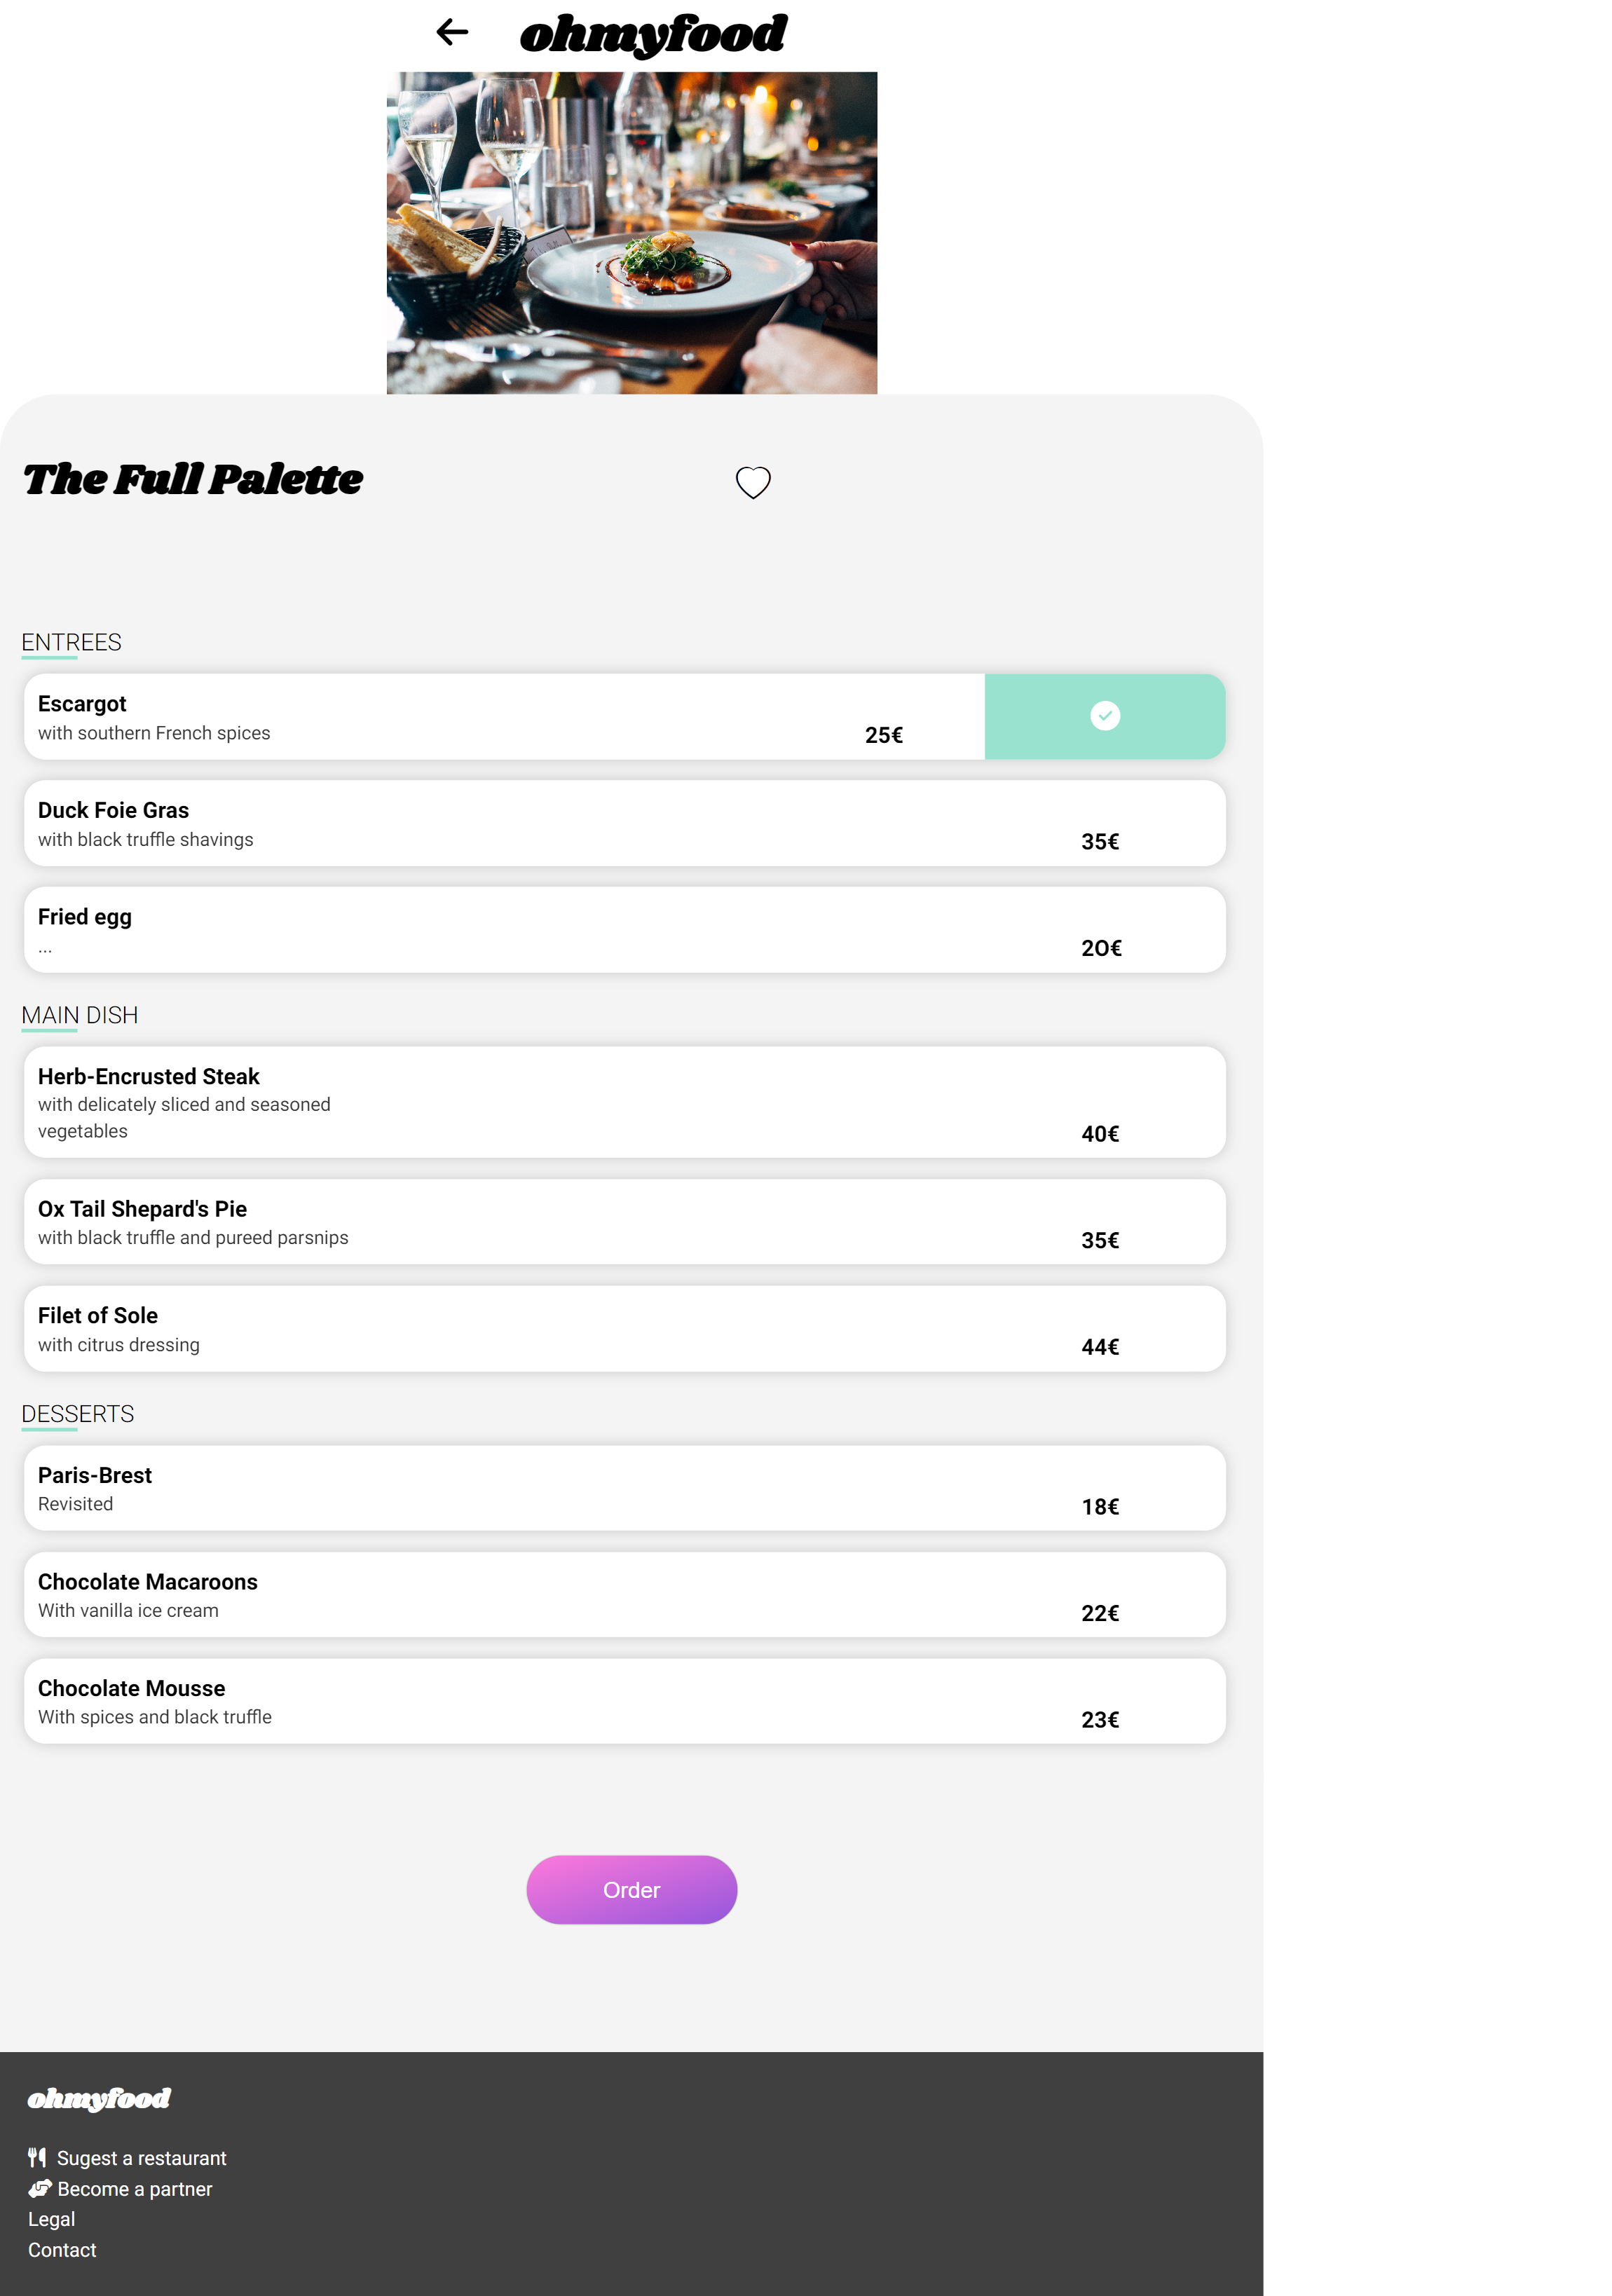 ohmyfood
The Full Palette
ENTREES
Escargot
with southern French spices
25€
Duck Foie Gras
with black truffle shavings
35€
Fried egg
...
2O€
MAIN DISH
Herb-Encrusted Steak
with delicately sliced and seasoned
vegetables
40€
Ox Tail Shepard's Pie
with black truffle and pureed parsnips
35€
Filet of Sole
with citrus dressing
44€
DESSERTS
Paris-Brest
Revisited
18€
Chocolate Macaroons
With vanilla ice cream
22€
Chocolate Mousse
With spices and black truffle
23€
Order
ohmyfood
Sugest a restaurant
Become a partner
Legal
Contact